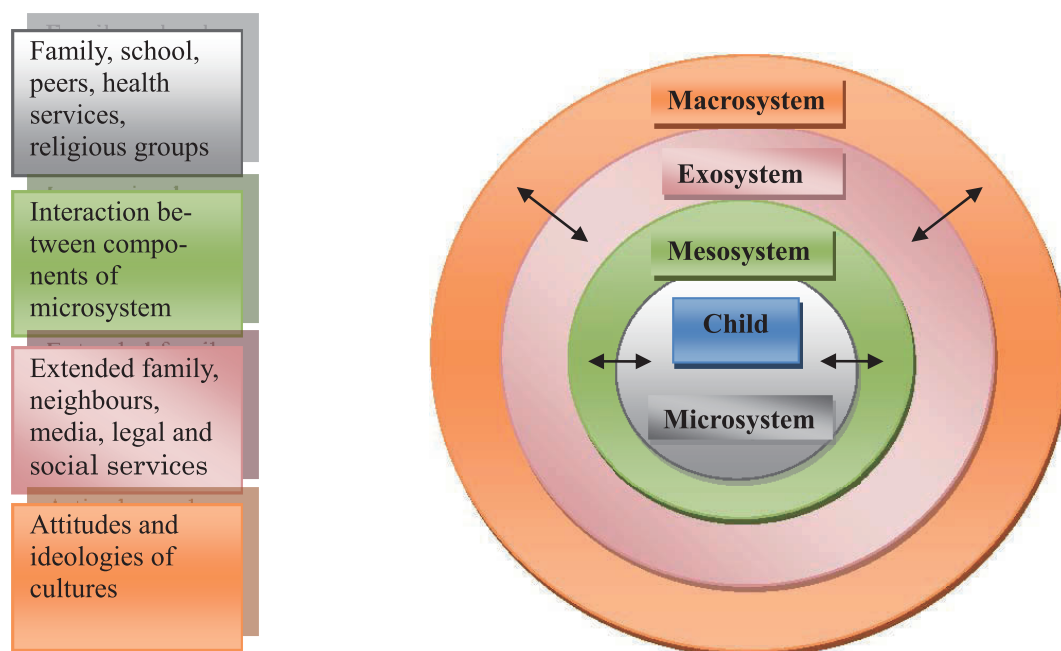 Family, school,
peers, health
services,
religious groups
Interaction be-
tween compo-
nents of
microsystem
Extended family,
neighbours,
media, legal and
social services
Attitudes and
ideologies of
cultures
Macrosystem
Exosystem
Mesosystem
Child
Microsystem